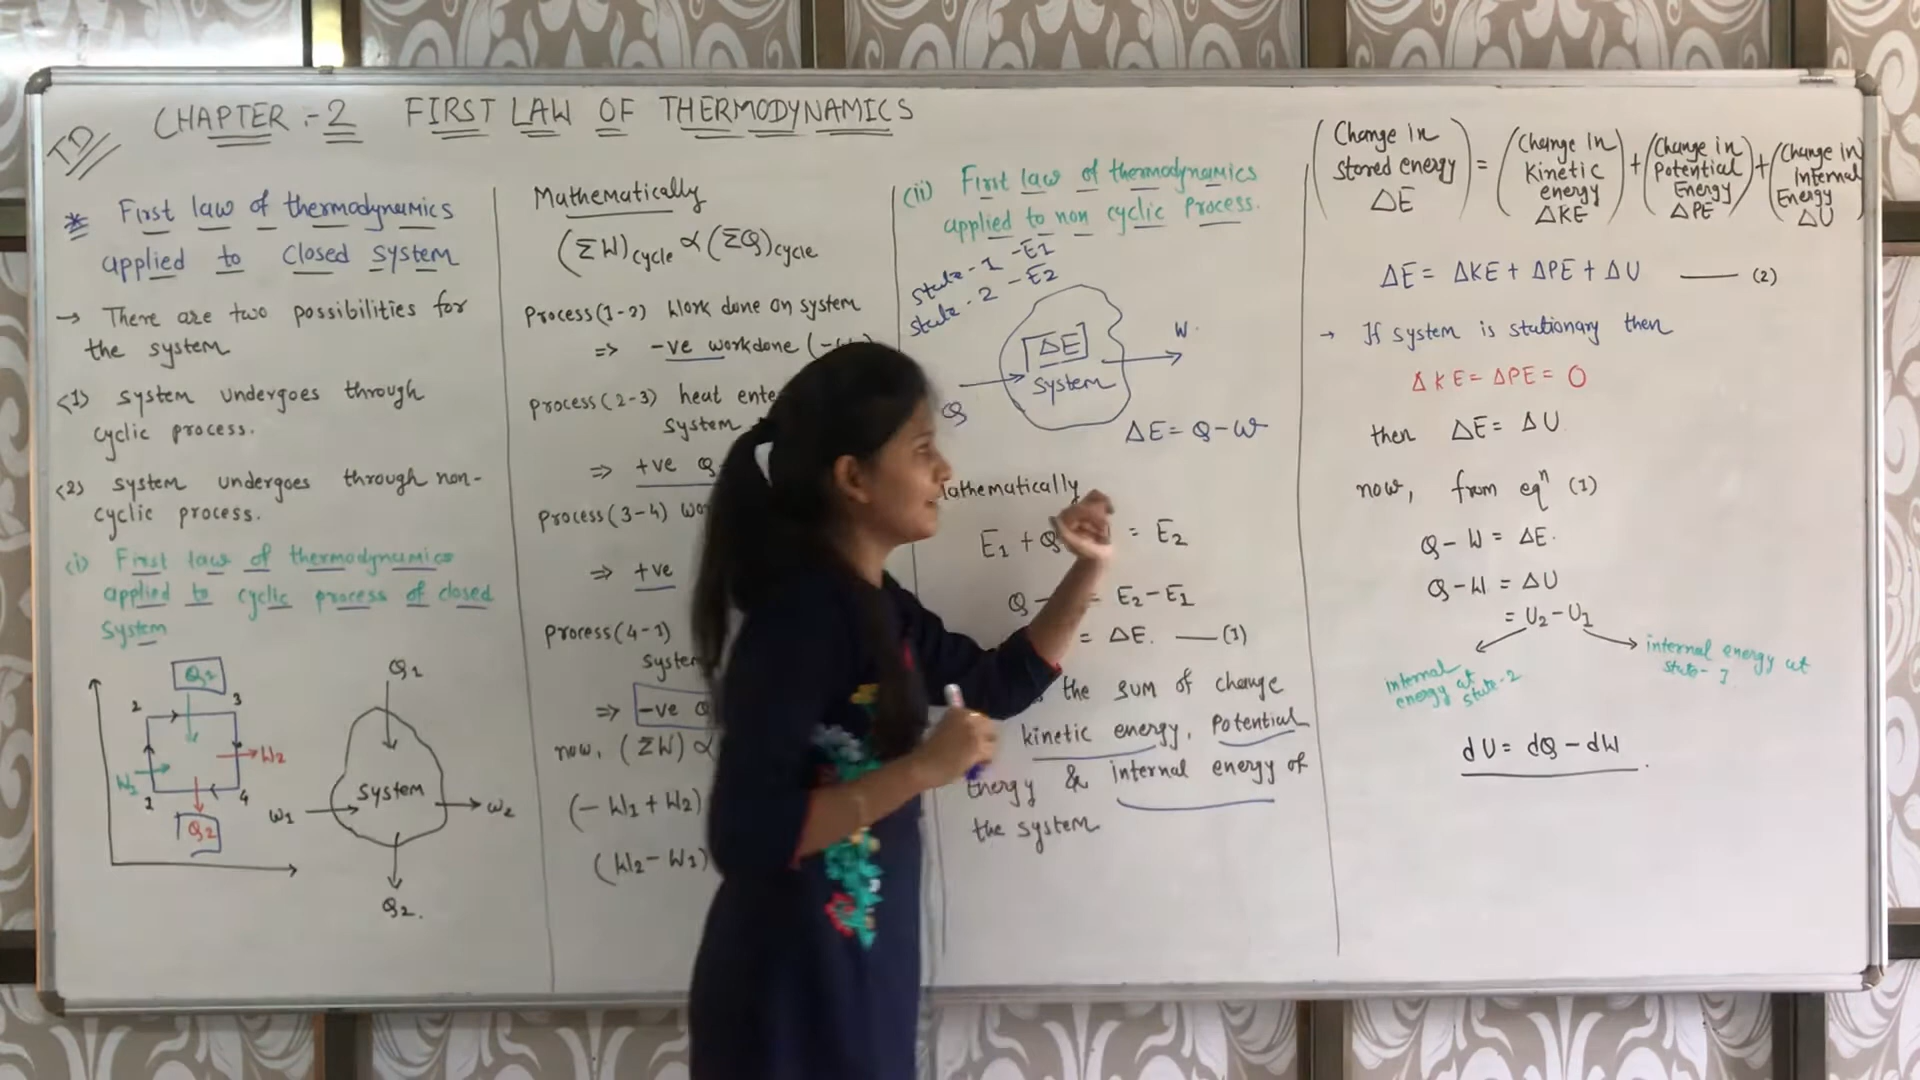 TD
CHAPTER :- 2 FIRST LAW OF THERMODYNAMICS
* First law of thermodynamics
applied to closed system
→ There are two possibilities for
the system
(1) system undergoes through
cyclic process.
(2) system undergoes through non-
cyclic process.
(i) First law of thermodynamics
applied to cyclic process of closed
system
Q1
2
3
W1
W2
1
4
Q2
Q1
System
W1
W2
Q2.
Mathematically
(ΣW)cycle ∝ (ΣQ)cycle
Process(1-2) Work done on system
⇒ -ve workdone
Process(2-3) heat
system
⇒ +ve Q
Process(3-4)
⇒ +ve
Process(4-1)
system
⇒ -ve Q
now, (ΣW) ∝
(- W1 + W2)
(W2 - W1)
(ii) First law of thermodynamics
applied to non cyclic process.
State-1 - E1
State-2 - E2
ΔE
System
W
Q
ΔE = Q - W
Mathematically
E1 + Q = E2
Q - = E2 - E1
= ΔE. —— (1)
the sum of change
kinetic energy, Potential
Energy & internal energy of
the system
(Change in stored energy ΔE) = (Change in Kinetic energy ΔKE) + (Change in Potential Energy ΔPE) + (Change in Internal Energy ΔU)
ΔE = ΔKE + ΔPE + ΔU —— (2)
→ If system is stationary then
ΔKE = ΔPE = 0
then ΔE = ΔU
now, from eqn (1)
Q - W = ΔE.
Q - W = ΔU
= U2 - U1
internal energy at state-2
internal energy at state-1
dU = dQ - dW